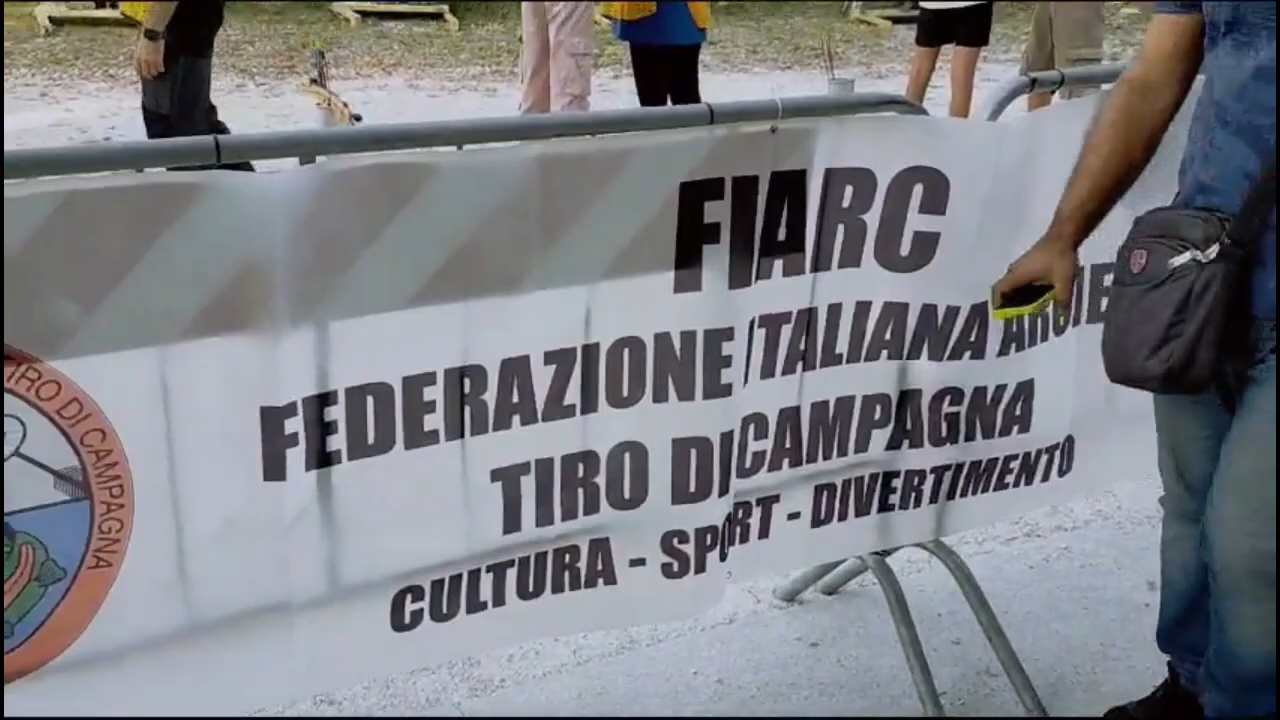 FIARC
FEDERAZIONE ITALIANA
TIRO DI CAMPAGNA
CULTURA - SPORT - DIVERTIMENTO
TIRO DI CAMPAGNA